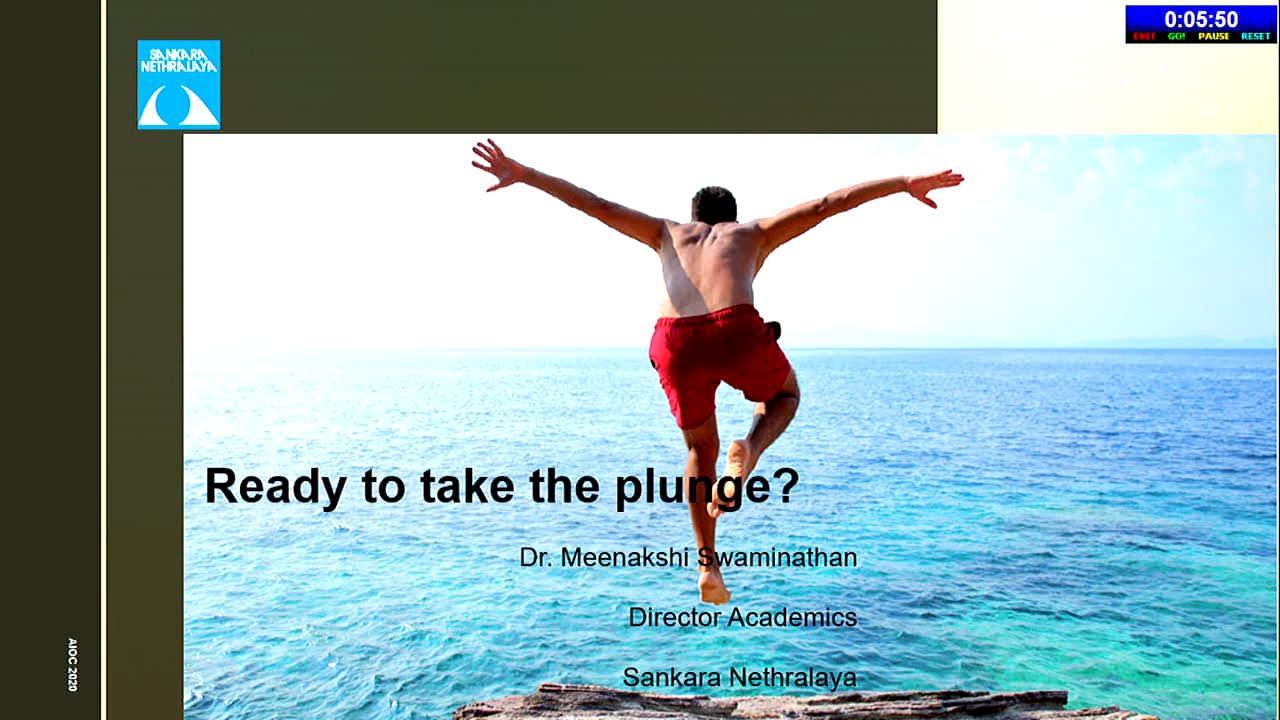 0:05:50
EXIT GO! PAUSE RESET
SANKARA
NETHRALAYA
Ready to take the plunge?
Dr. Meenakshi Swaminathan
Director Academics
Sankara Nethralaya
AIOC 2020